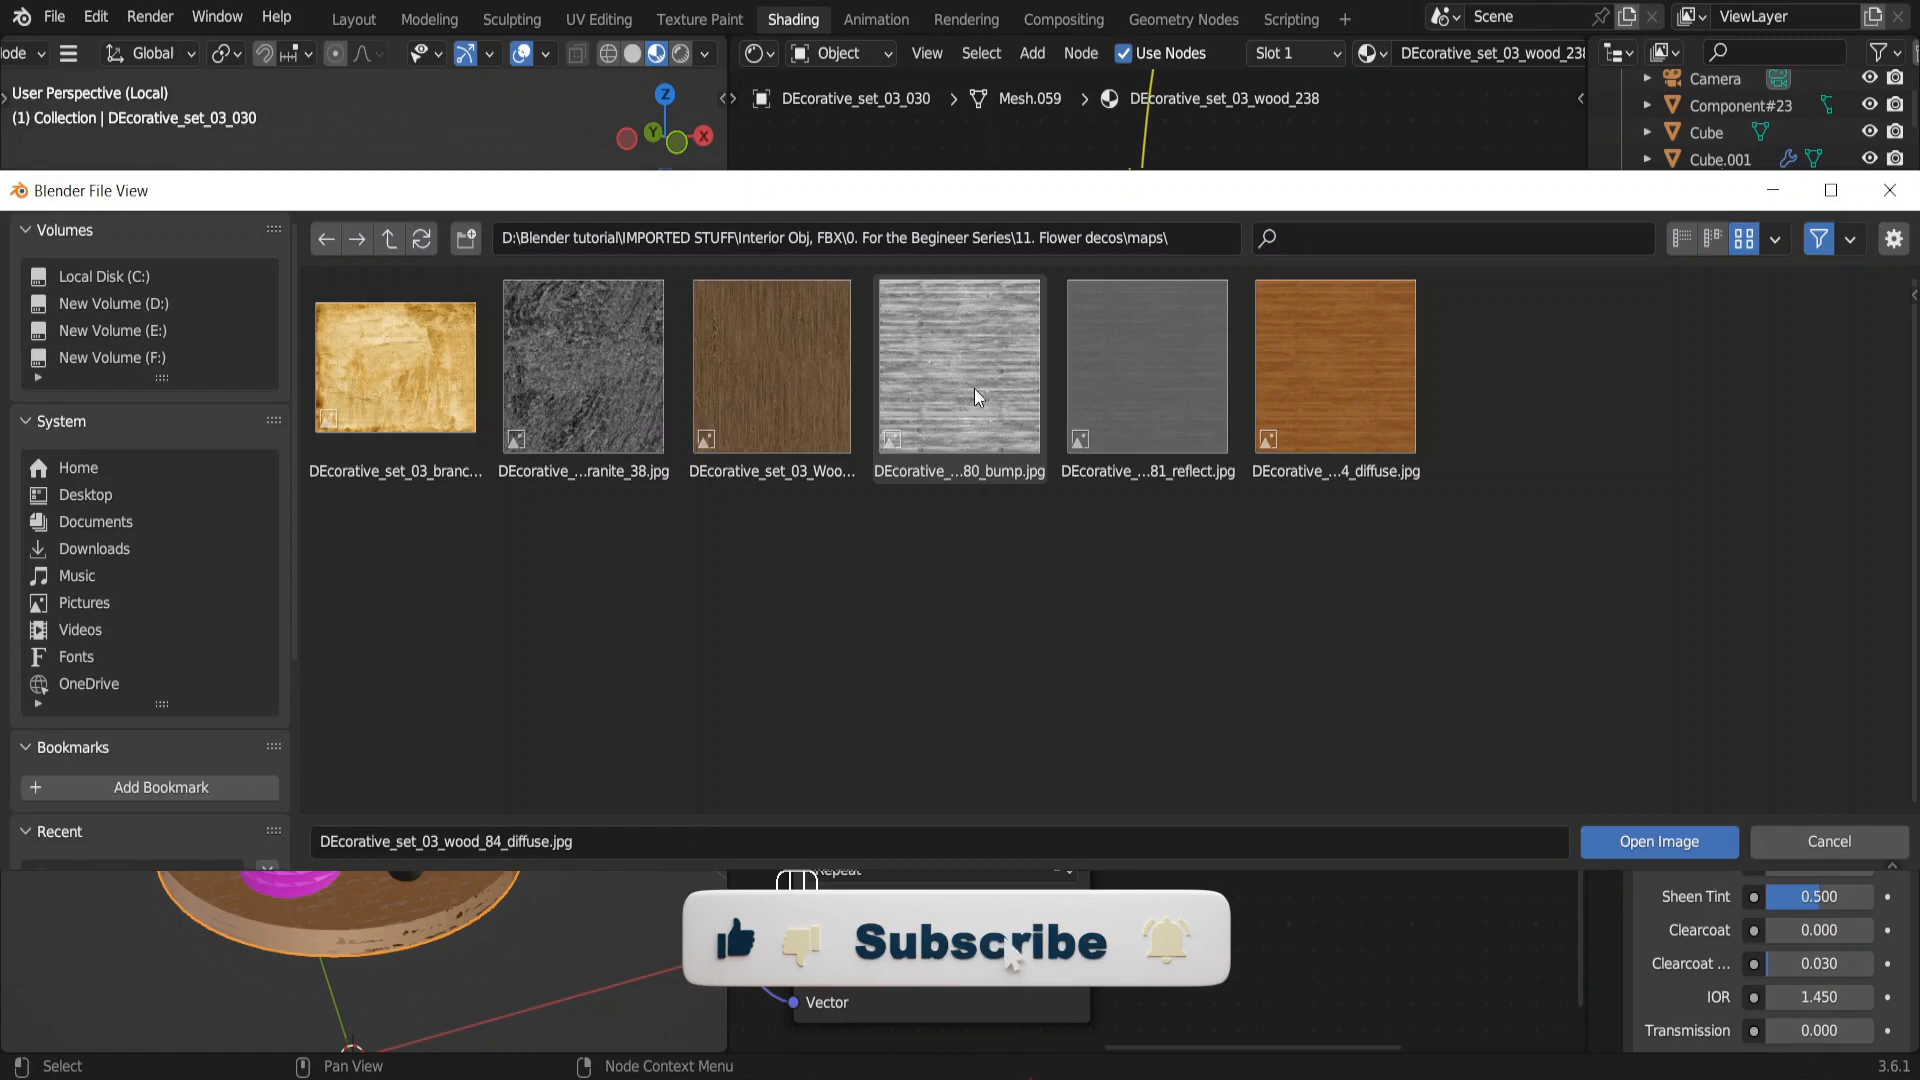 File Edit Render Window Help Layout Modeling Sculpting UV Editing Texture Paint Shading Animation Rendering Compositing Geometry Nodes Scripting + Scene ViewLayer
ode Global Object View Select Add Node Use Nodes Slot 1 DEcorative_set_03_wood_238
User Perspective (Local)
(1) Collection | DEcorative_set_03_030
Z
Y
X
DEcorative_set_03_030 > Mesh.059 > DEcorative_set_03_wood_238
Camera
Component#23
Cube
Cube.001
Blender File View
Volumes
Local Disk (C:)
New Volume (D:)
New Volume (E:)
New Volume (F:)
System
Home
Desktop
Documents
Downloads
Music
Pictures
Videos
Fonts
OneDrive
Bookmarks
+ Add Bookmark
Recent
D:\Blender tutorial\IMPORTED STUFF\Interior Obj, FBX\0. For the Begineer Series\11. Flower decos\maps\
DEcorative_set_03_branc...
DEcorative_...ranite_38.jpg
DEcorative_set_03_Woo...
DEcorative_...80_bump.jpg
DEcorative_...81_reflect.jpg
DEcorative_...4_diffuse.jpg
DEcorative_set_03_wood_84_diffuse.jpg
Open Image
Cancel
Repeat
Subscribe
Vector
Sheen Tint 0.500
Clearcoat 0.000
Clearcoat ... 0.030
IOR 1.450
Transmission 0.000
Select Pan View Node Context Menu 3.6.1